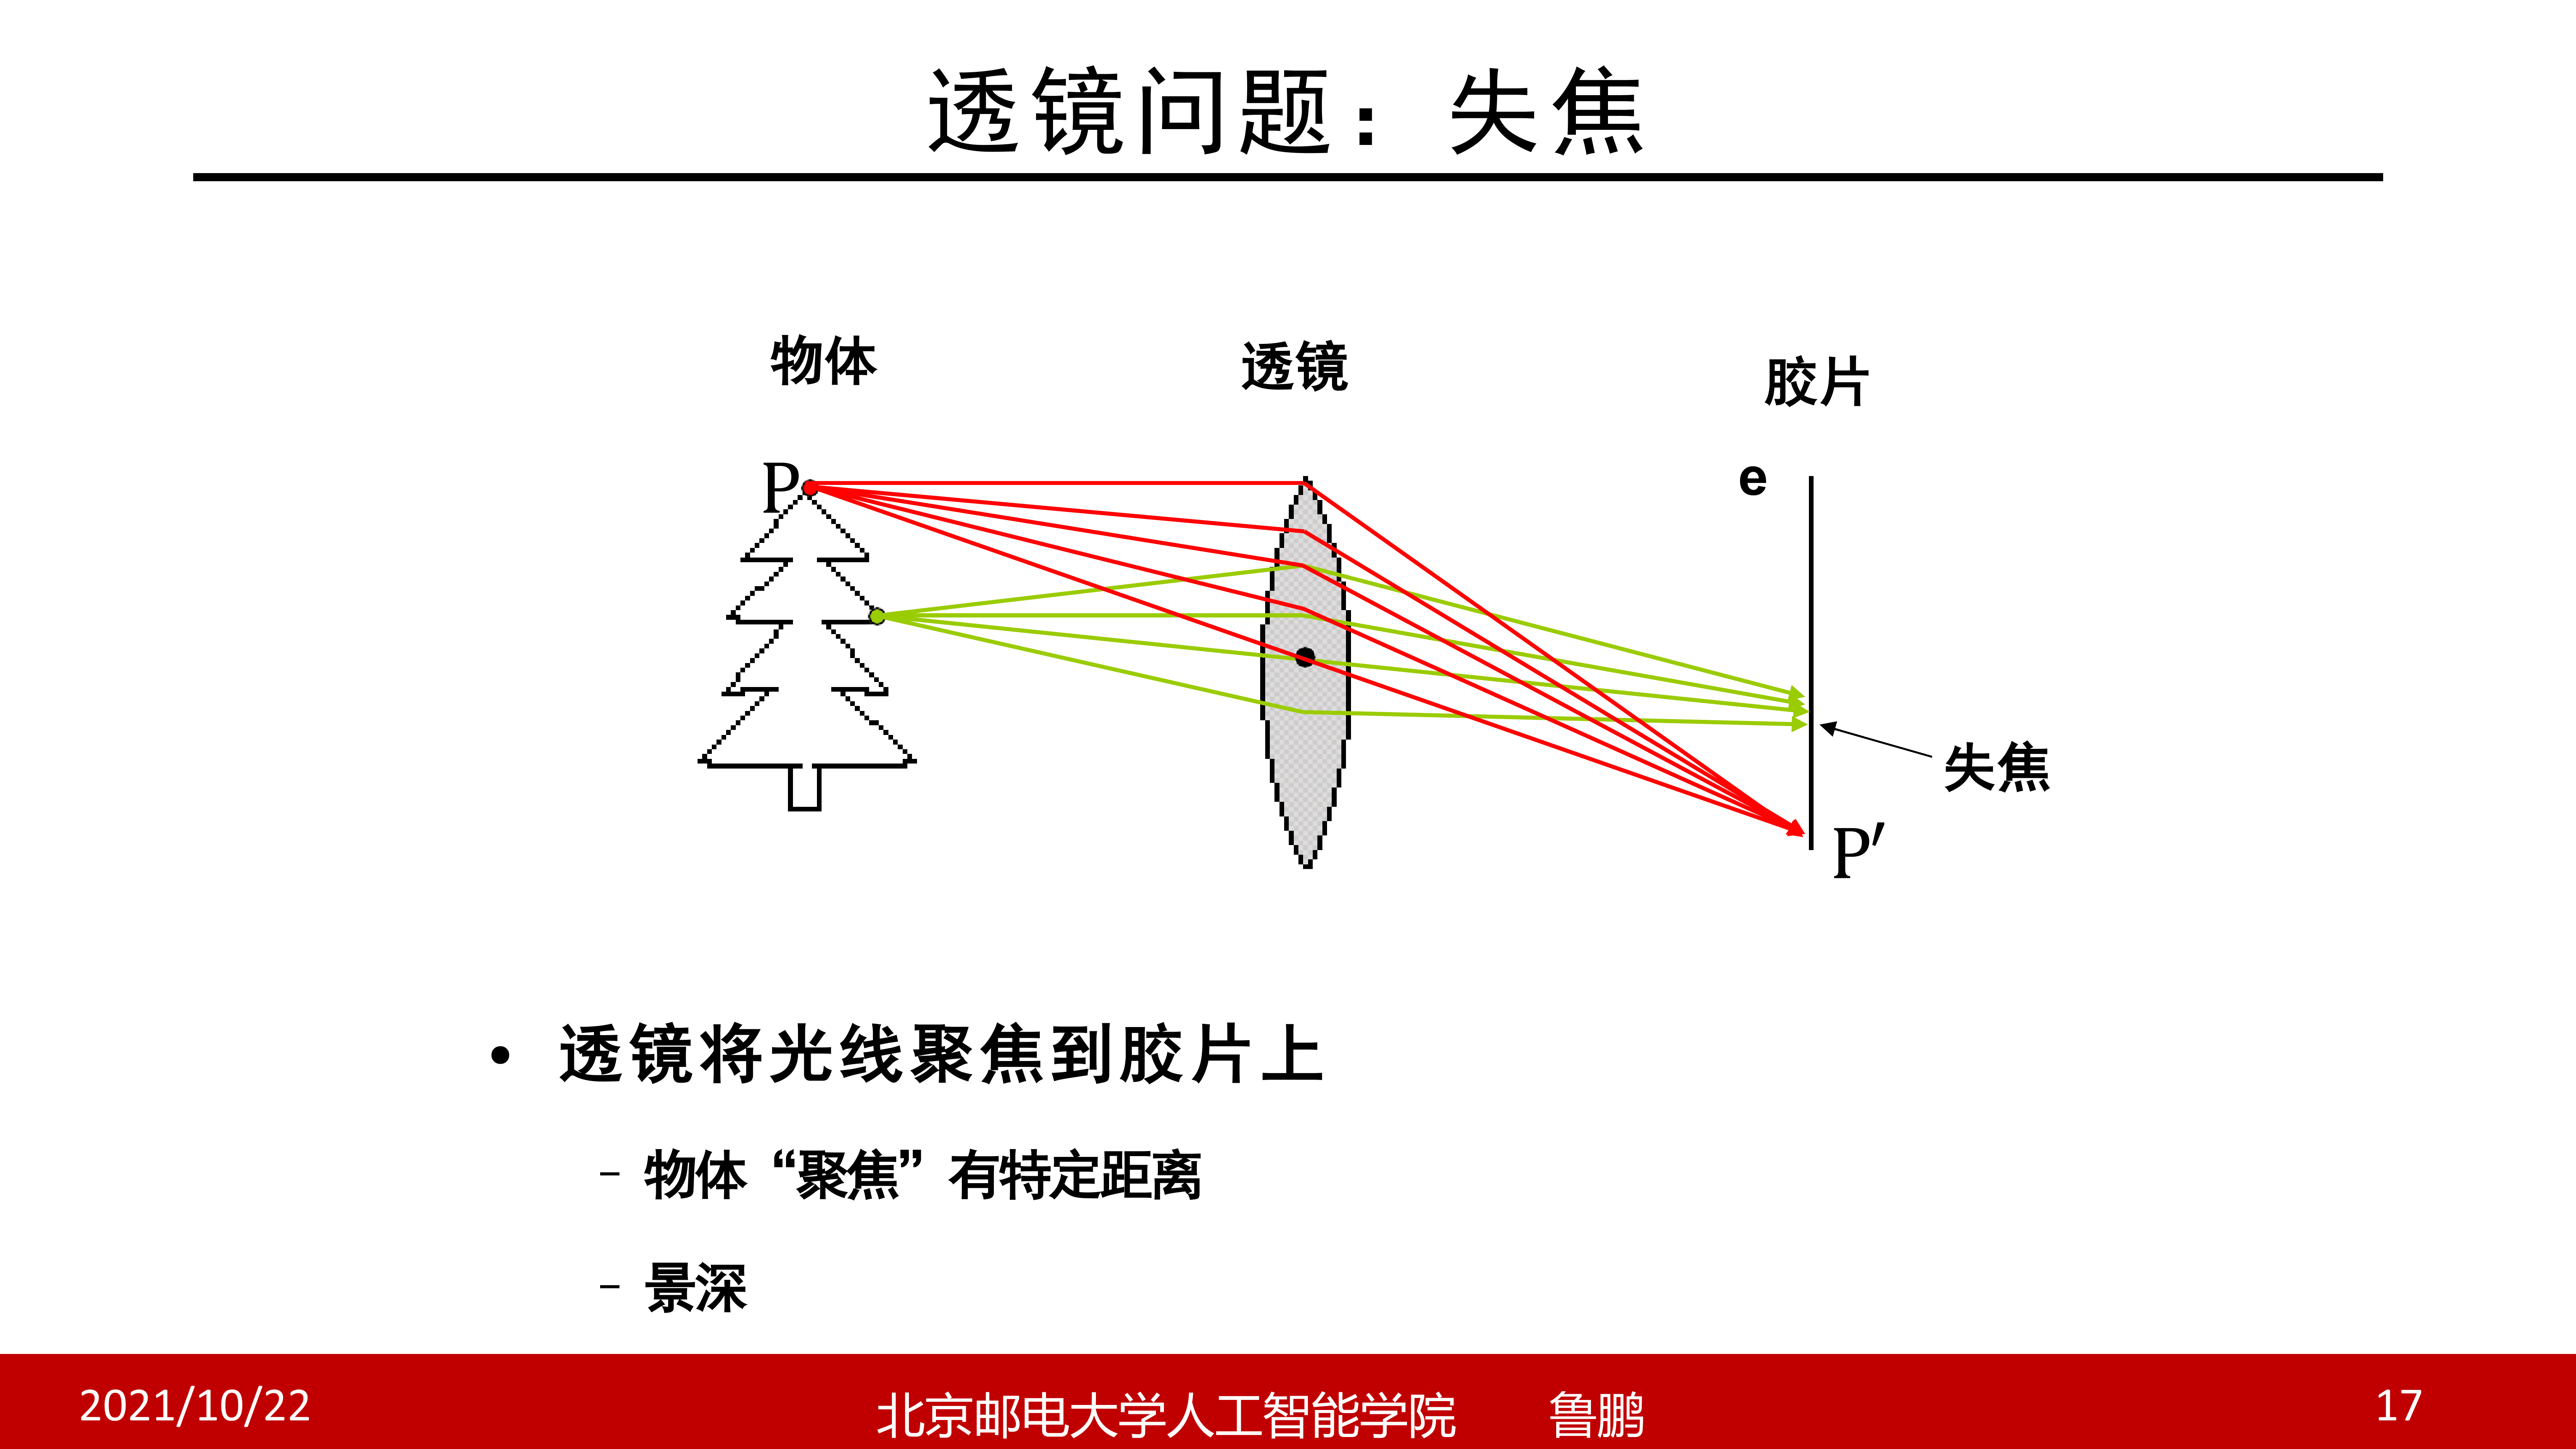 透镜问题：失焦
物体
透镜
胶片
P
e
失焦
P′
• 透镜将光线聚焦到胶片上
– 物体“聚焦”有特定距离
– 景深
2021/10/22
北京邮电大学人工智能学院 鲁鹏
17